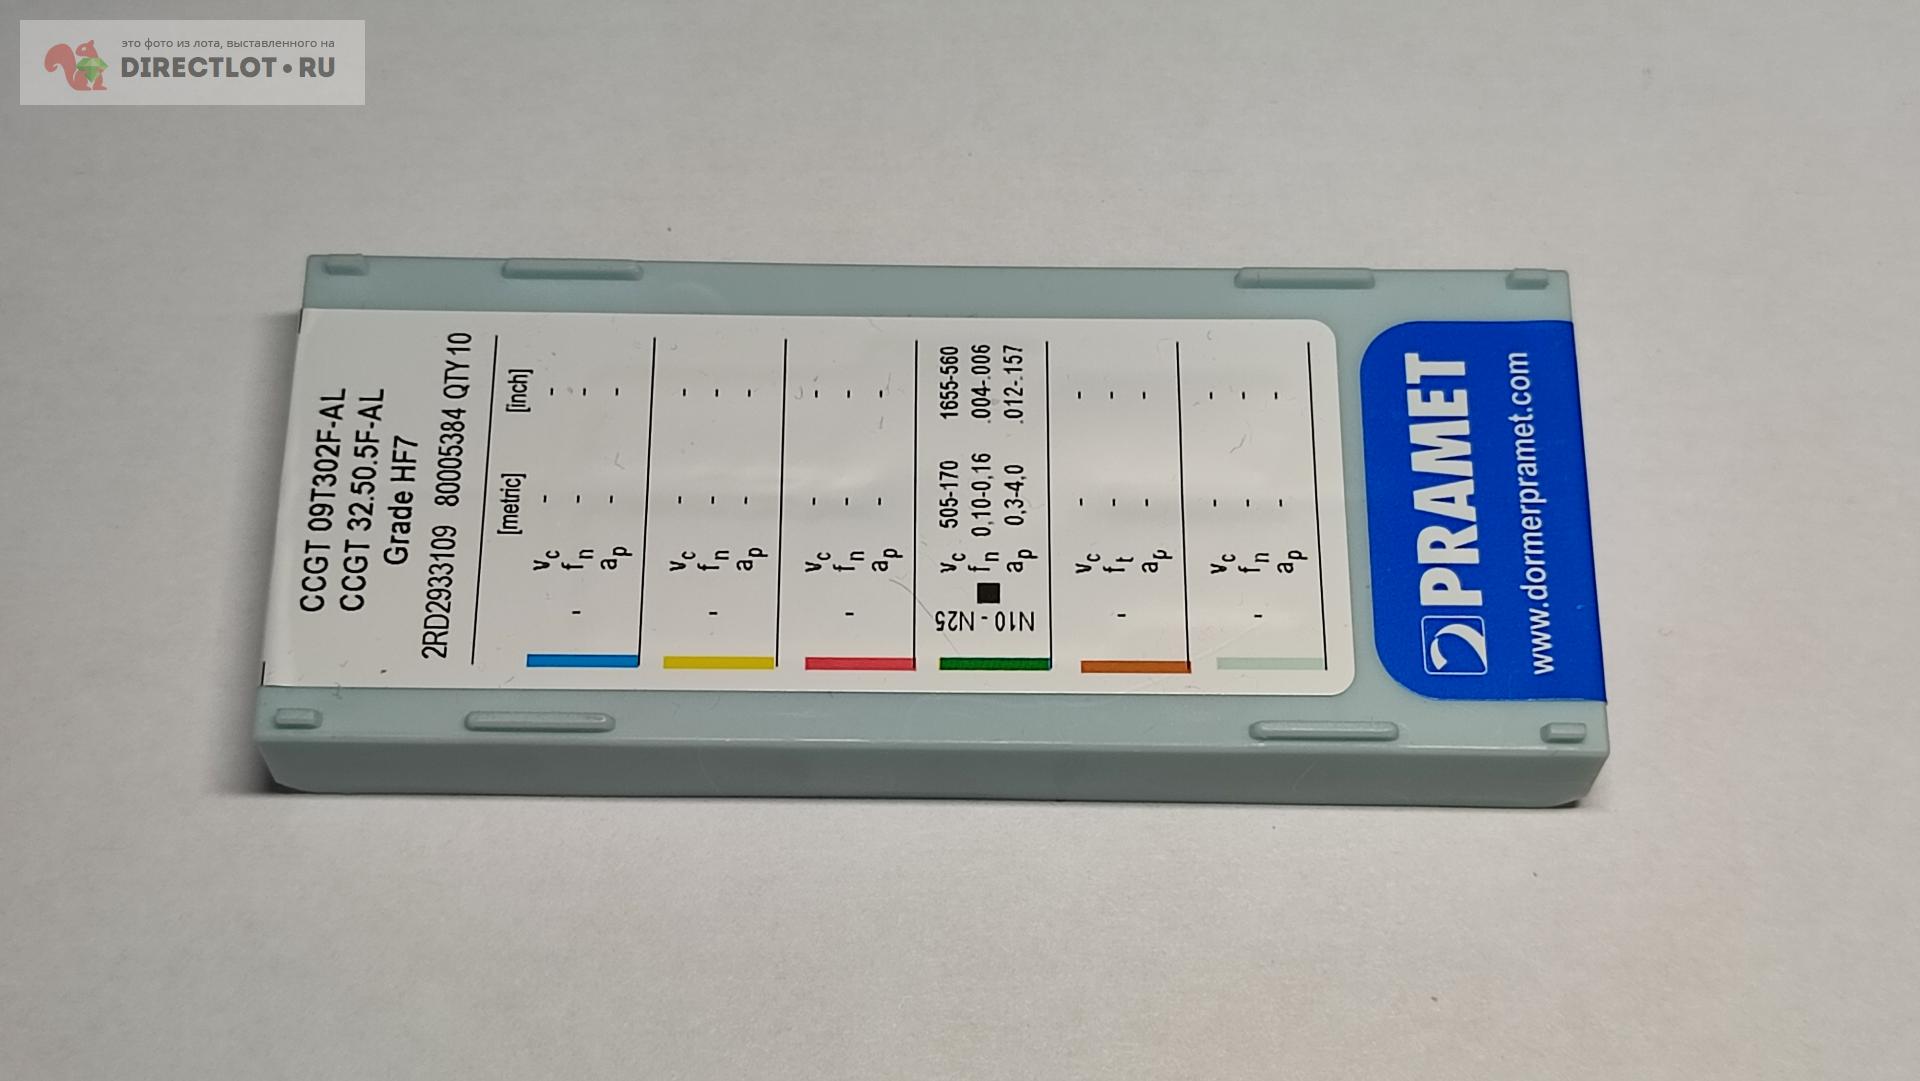 это фото из лота, выставленного на
DIRECTLOT•RU
CCGT 09T302F-AL
CCGT 32.50.5F-AL
Grade HF7
2RD2933109 80005384 QTY10
[metric] [inch]
vc - -
- fn - -
ap - -
vc - -
- fn - -
ap - -
vc - -
- fn - -
ap - -
N10 - N25
vc 505-170 1655-560
■ fn 0,10-0,16 .004-.006
ap 0,3-4,0 .012-.157
vc - -
- ft - -
ap - -
vc - -
- fn - -
ap - -
PRAMET
www.dormerpramet.com